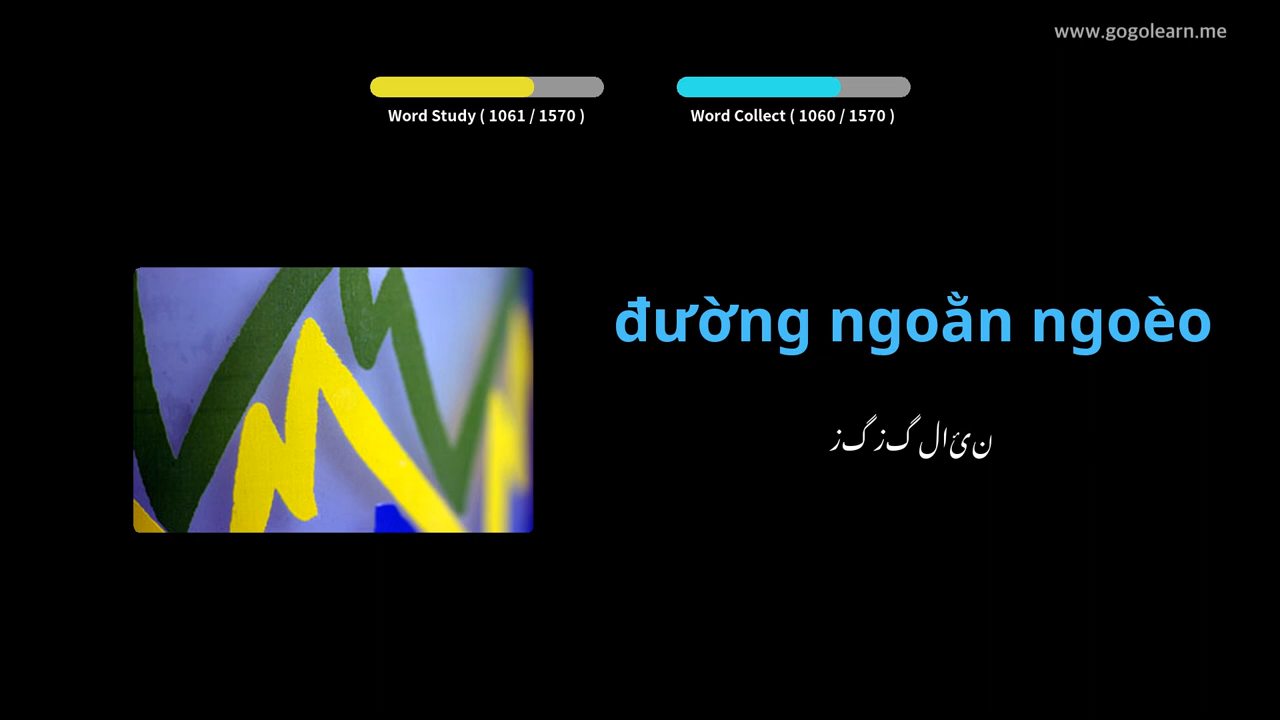 www.gogolearn.me
Word Study ( 1061 / 1570 )
Word Collect ( 1060 / 1570 )
đường ngoằn ngoèo
زگ زگ لائن